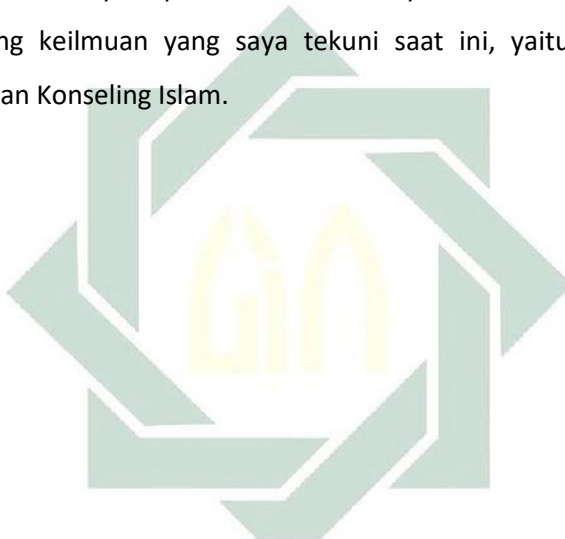 ng keilmuan yang saya tekuni saat ini, yaitu
an Konseling Islam.